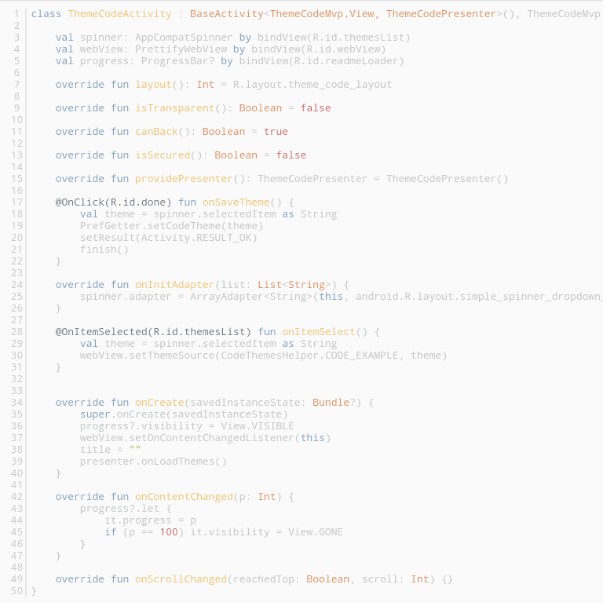 1 class ThemeCodeActivity : BaseActivity<ThemeCodeMvp.View, ThemeCodePresenter>(), ThemeCodeMvp
2
3 val spinner: AppCompatSpinner by bindView(R.id.themesList)
4 val webView: PrettifyWebView by bindView(R.id.webView)
5 val progress: ProgressBar? by bindView(R.id.readmeLoader)
6
7 override fun layout(): Int = R.layout.theme_code_layout
8
9 override fun isTransparent(): Boolean = false
10
11 override fun canBack(): Boolean = true
12
13 override fun isSecured(): Boolean = false
14
15 override fun providePresenter(): ThemeCodePresenter = ThemeCodePresenter()
16
17 @OnClick(R.id.done) fun onSaveTheme() {
18 val theme = spinner.selectedItem as String
19 PrefGetter.setCodeTheme(theme)
20 setResult(Activity.RESULT_OK)
21 finish()
22 }
23
24 override fun onInitAdapter(list: List<String>) {
25 spinner.adapter = ArrayAdapter<String>(this, android.R.layout.simple_spinner_dropdown_
26 }
27
28 @OnItemSelected(R.id.themesList) fun onItemSelect() {
29 val theme = spinner.selectedItem as String
30 webView.setThemeSource(CodeThemesHelper.CODE_EXAMPLE, theme)
31 }
32
33
34 override fun onCreate(savedInstanceState: Bundle?) {
35 super.onCreate(savedInstanceState)
36 progress?.visibility = View.VISIBLE
37 webView.setOnContentChangedListener(this)
38 title = ""
39 presenter.onLoadThemes()
40 }
41
42 override fun onContentChanged(p: Int) {
43 progress?.let {
44 it.progress = p
45 if (p == 100) it.visibility = View.GONE
46 }
47 }
48
49 override fun onScrollChanged(reachedTop: Boolean, scroll: Int) {}
50 }